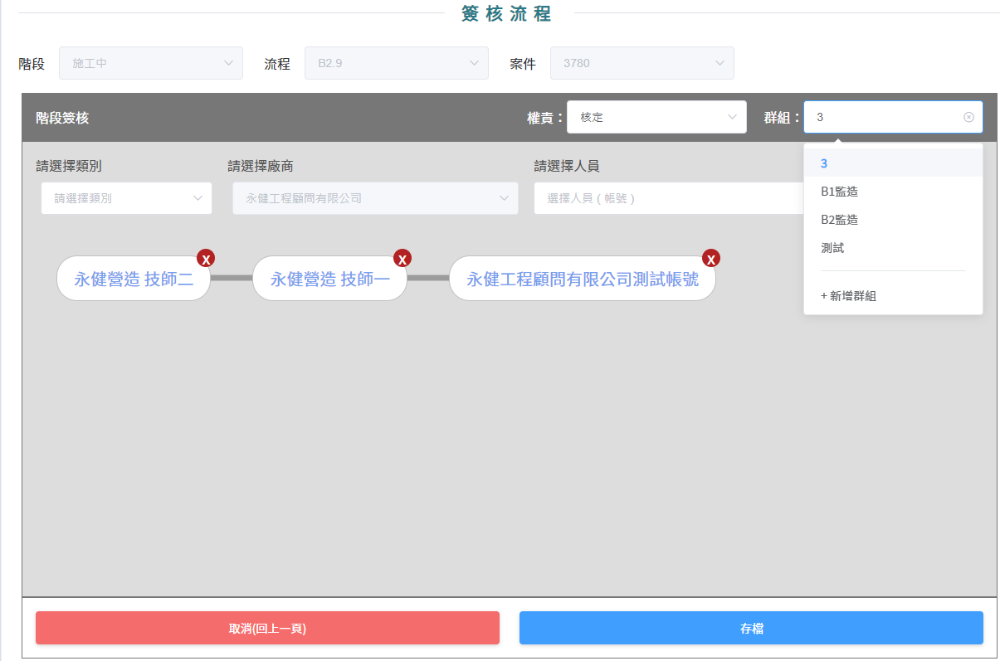 簽核流程
階段 施工中 流程 B2.9 案件 3780
階段簽核 權責： 核定 群組： 3
請選擇類別 請選擇廠商 請選擇人員
請選擇類別 永健工程顧問有限公司 選擇人員 ( 帳號 )
3
B1監造
B2監造
測試
+ 新增群組
永健營造 技師二 X 永健營造 技師一 X 永健工程顧問有限公司測試帳號 X
取消(回上一頁) 存檔